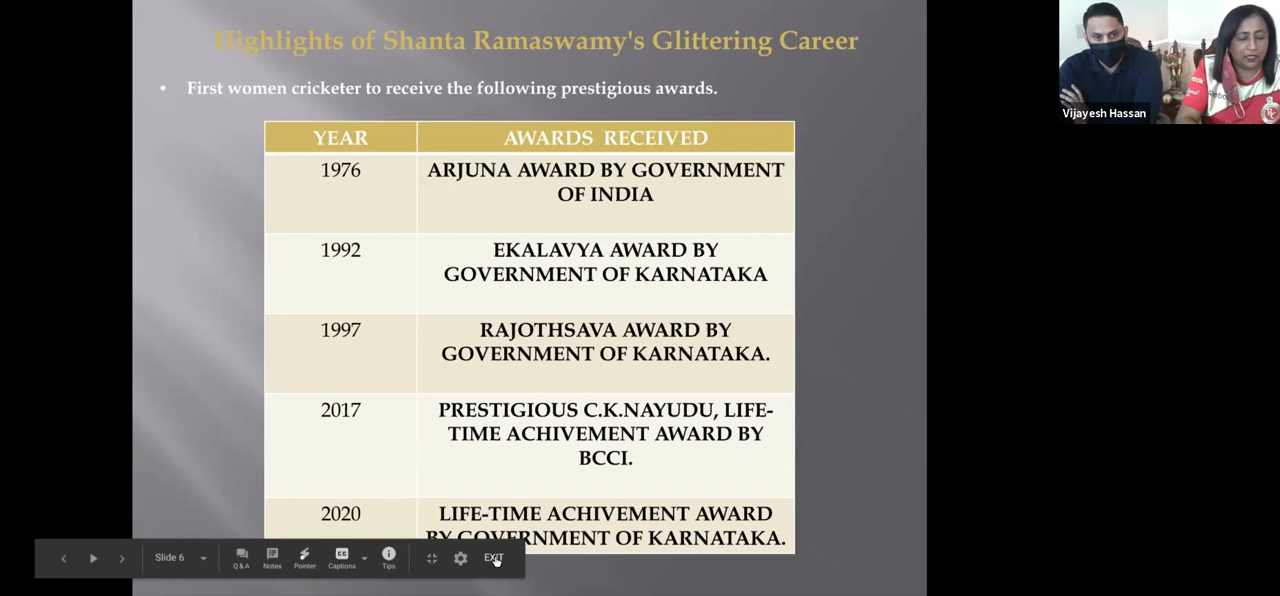 Highlights of Shanta Ramaswamy's Glittering Career
• First women cricketer to receive the following prestigious awards.
YEAR AWARDS RECEIVED
1976 ARJUNA AWARD BY GOVERNMENT
OF INDIA
1992 EKALAVYA AWARD BY
GOVERNMENT OF KARNATAKA
1997 RAJOTHSAVA AWARD BY
GOVERNMENT OF KARNATAKA.
2017 PRESTIGIOUS C.K.NAYUDU, LIFE-
TIME ACHIVEMENT AWARD BY
BCCI.
2020 LIFE-TIME ACHIVEMENT AWARD
BY GOVERNMENT OF KARNATAKA.
Slide 6
Q & A
Notes
Pointer
CC
Captions
Tips
EXIT
Vijayesh Hassan